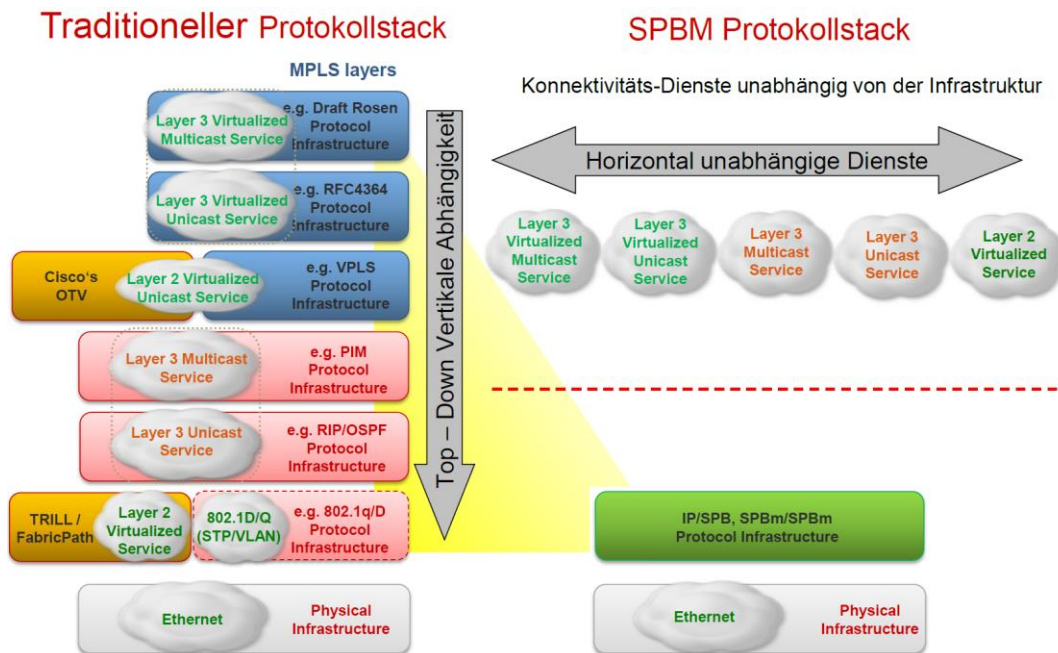 Traditioneller Protokollstack
MPLS layers
Layer 3 Virtualized
Multicast Service
e.g. Draft Rosen
Protocol
Infrastructure
Layer 3 Virtualized
Unicast Service
e.g. RFC4364
Protocol
Infrastructure
Cisco's
OTV
Layer 2 Virtualized
Unicast Service
e.g. VPLS
Protocol
Infrastructure
Layer 3 Multicast
Service
e.g. PIM
Protocol
Infrastructure
Layer 3 Unicast
Service
e.g. RIP/OSPF
Protocol
Infrastructure
TRILL /
FabricPath
Layer 2
Virtualized
Service
802.1D/Q
(STP/VLAN)
e.g. 802.1q/D
Protocol
Infrastructure
Ethernet
Physical
Infrastructure
Top – Down Vertikale Abhängigkeit
SPBM Protokollstack
Konnektivitäts-Dienste unabhängig von der Infrastruktur
Horizontal unabhängige Dienste
Layer 3
Virtualized
Multicast
Service
Layer 3
Virtualized
Unicast
Service
Layer 3
Multicast
Service
Layer 3
Unicast
Service
Layer 2
Virtualized
Service
IP/SPB, SPBm/SPBm
Protocol Infrastructure
Ethernet
Physical
Infrastructure